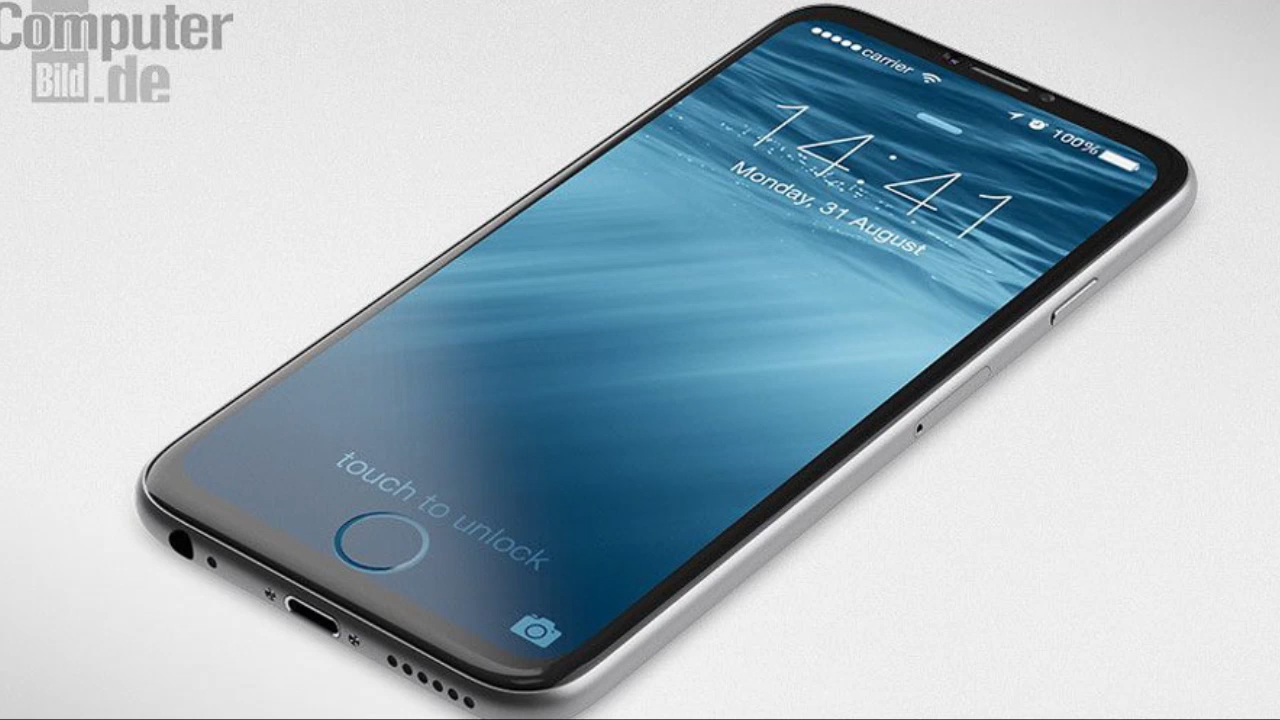 Computer
Bild.de
carrier
100%
14:41
Monday, 31 August
touch to unlock